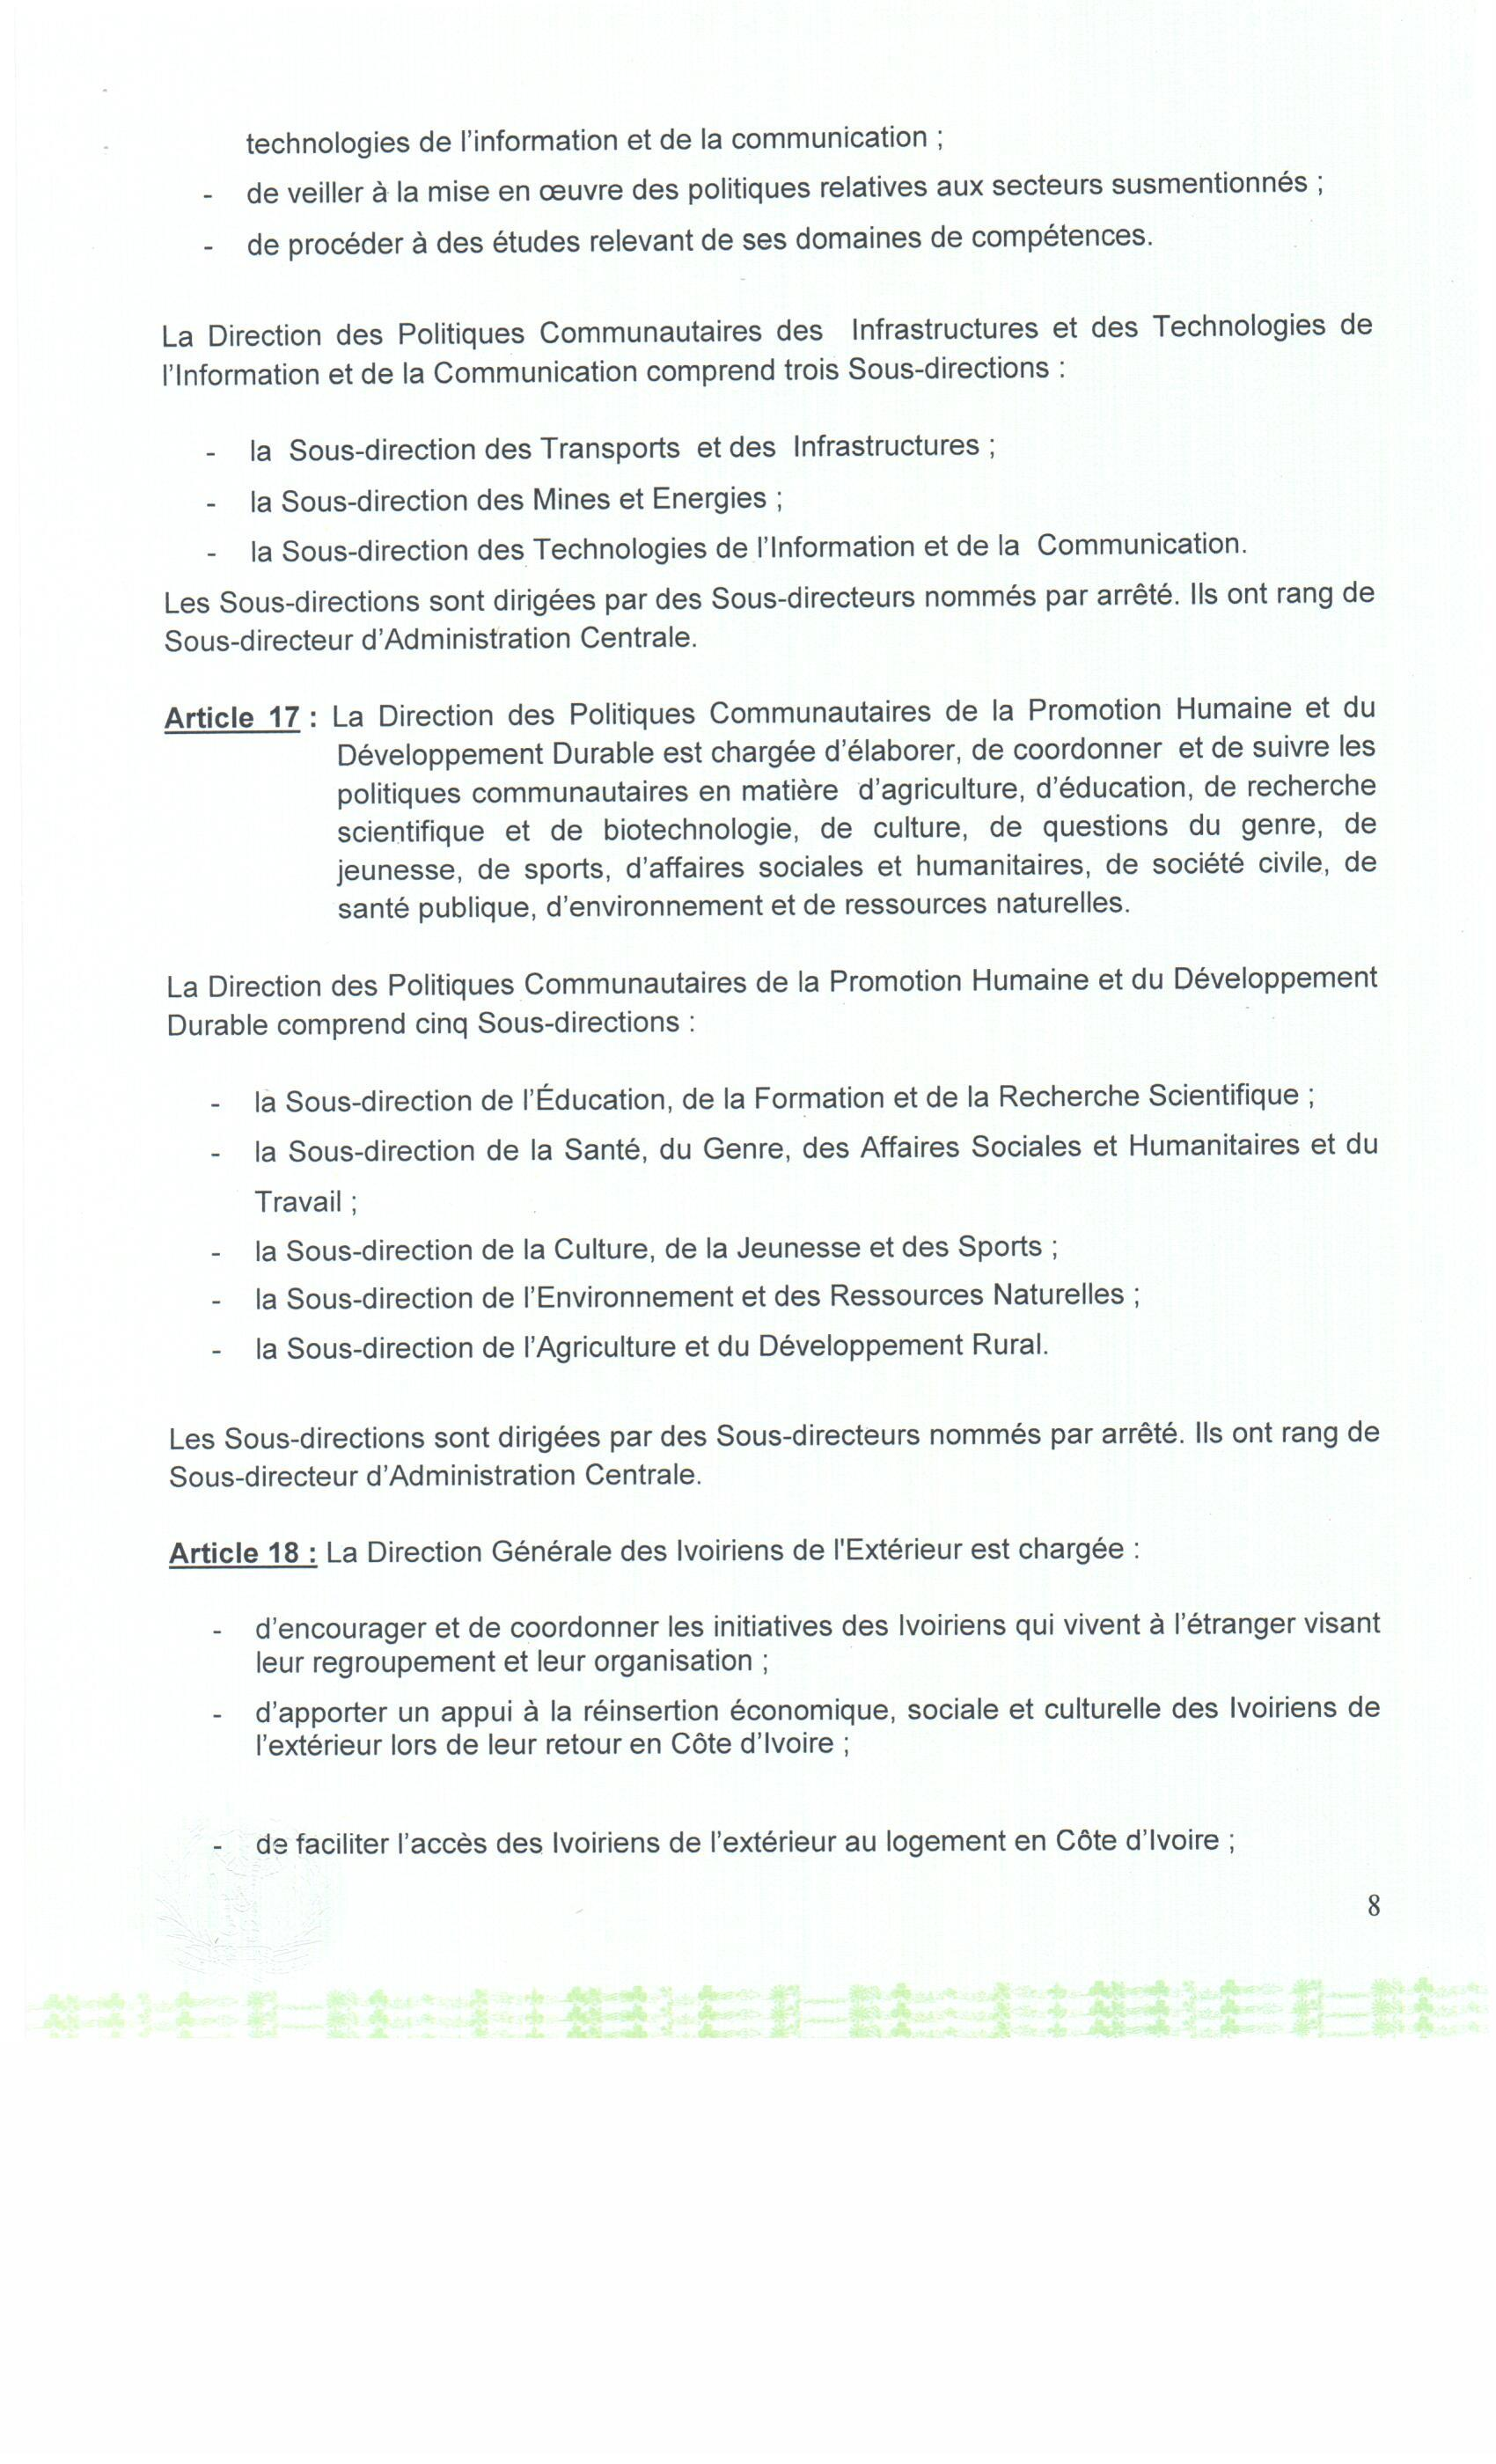 technologies de l'information et de la communication ;
- de veiller à la mise en œuvre des politiques relatives aux secteurs susmentionnés ;
- de procéder à des études relevant de ses domaines de compétences.
La Direction des Politiques Communautaires des Infrastructures et des Technologies de
l'Information et de la Communication comprend trois Sous-directions :
- la Sous-direction des Transports et des Infrastructures ;
- la Sous-direction des Mines et Energies ;
- la Sous-direction des Technologies de l'Information et de la Communication.
Les Sous-directions sont dirigées par des Sous-directeurs nommés par arrêté. Ils ont rang de
Sous-directeur d'Administration Centrale.
Article 17 : La Direction des Politiques Communautaires de la Promotion Humaine et du
Développement Durable est chargée d'élaborer, de coordonner et de suivre les
politiques communautaires en matière d'agriculture, d'éducation, de recherche
scientifique et de biotechnologie, de culture, de questions du genre, de
jeunesse, de sports, d'affaires sociales et humanitaires, de société civile, de
santé publique, d'environnement et de ressources naturelles.
La Direction des Politiques Communautaires de la Promotion Humaine et du Développement
Durable comprend cinq Sous-directions :
- la Sous-direction de l'Éducation, de la Formation et de la Recherche Scientifique ;
- la Sous-direction de la Santé, du Genre, des Affaires Sociales et Humanitaires et du
Travail ;
- la Sous-direction de la Culture, de la Jeunesse et des Sports ;
- la Sous-direction de l'Environnement et des Ressources Naturelles ;
- la Sous-direction de l'Agriculture et du Développement Rural.
Les Sous-directions sont dirigées par des Sous-directeurs nommés par arrêté. Ils ont rang de
Sous-directeur d'Administration Centrale.
Article 18 : La Direction Générale des Ivoiriens de l'Extérieur est chargée :
- d'encourager et de coordonner les initiatives des Ivoiriens qui vivent à l'étranger visant
leur regroupement et leur organisation ;
- d'apporter un appui à la réinsertion économique, sociale et culturelle des Ivoiriens de
l'extérieur lors de leur retour en Côte d'Ivoire ;
- de faciliter l'accès des Ivoiriens de l'extérieur au logement en Côte d'Ivoire ;
8